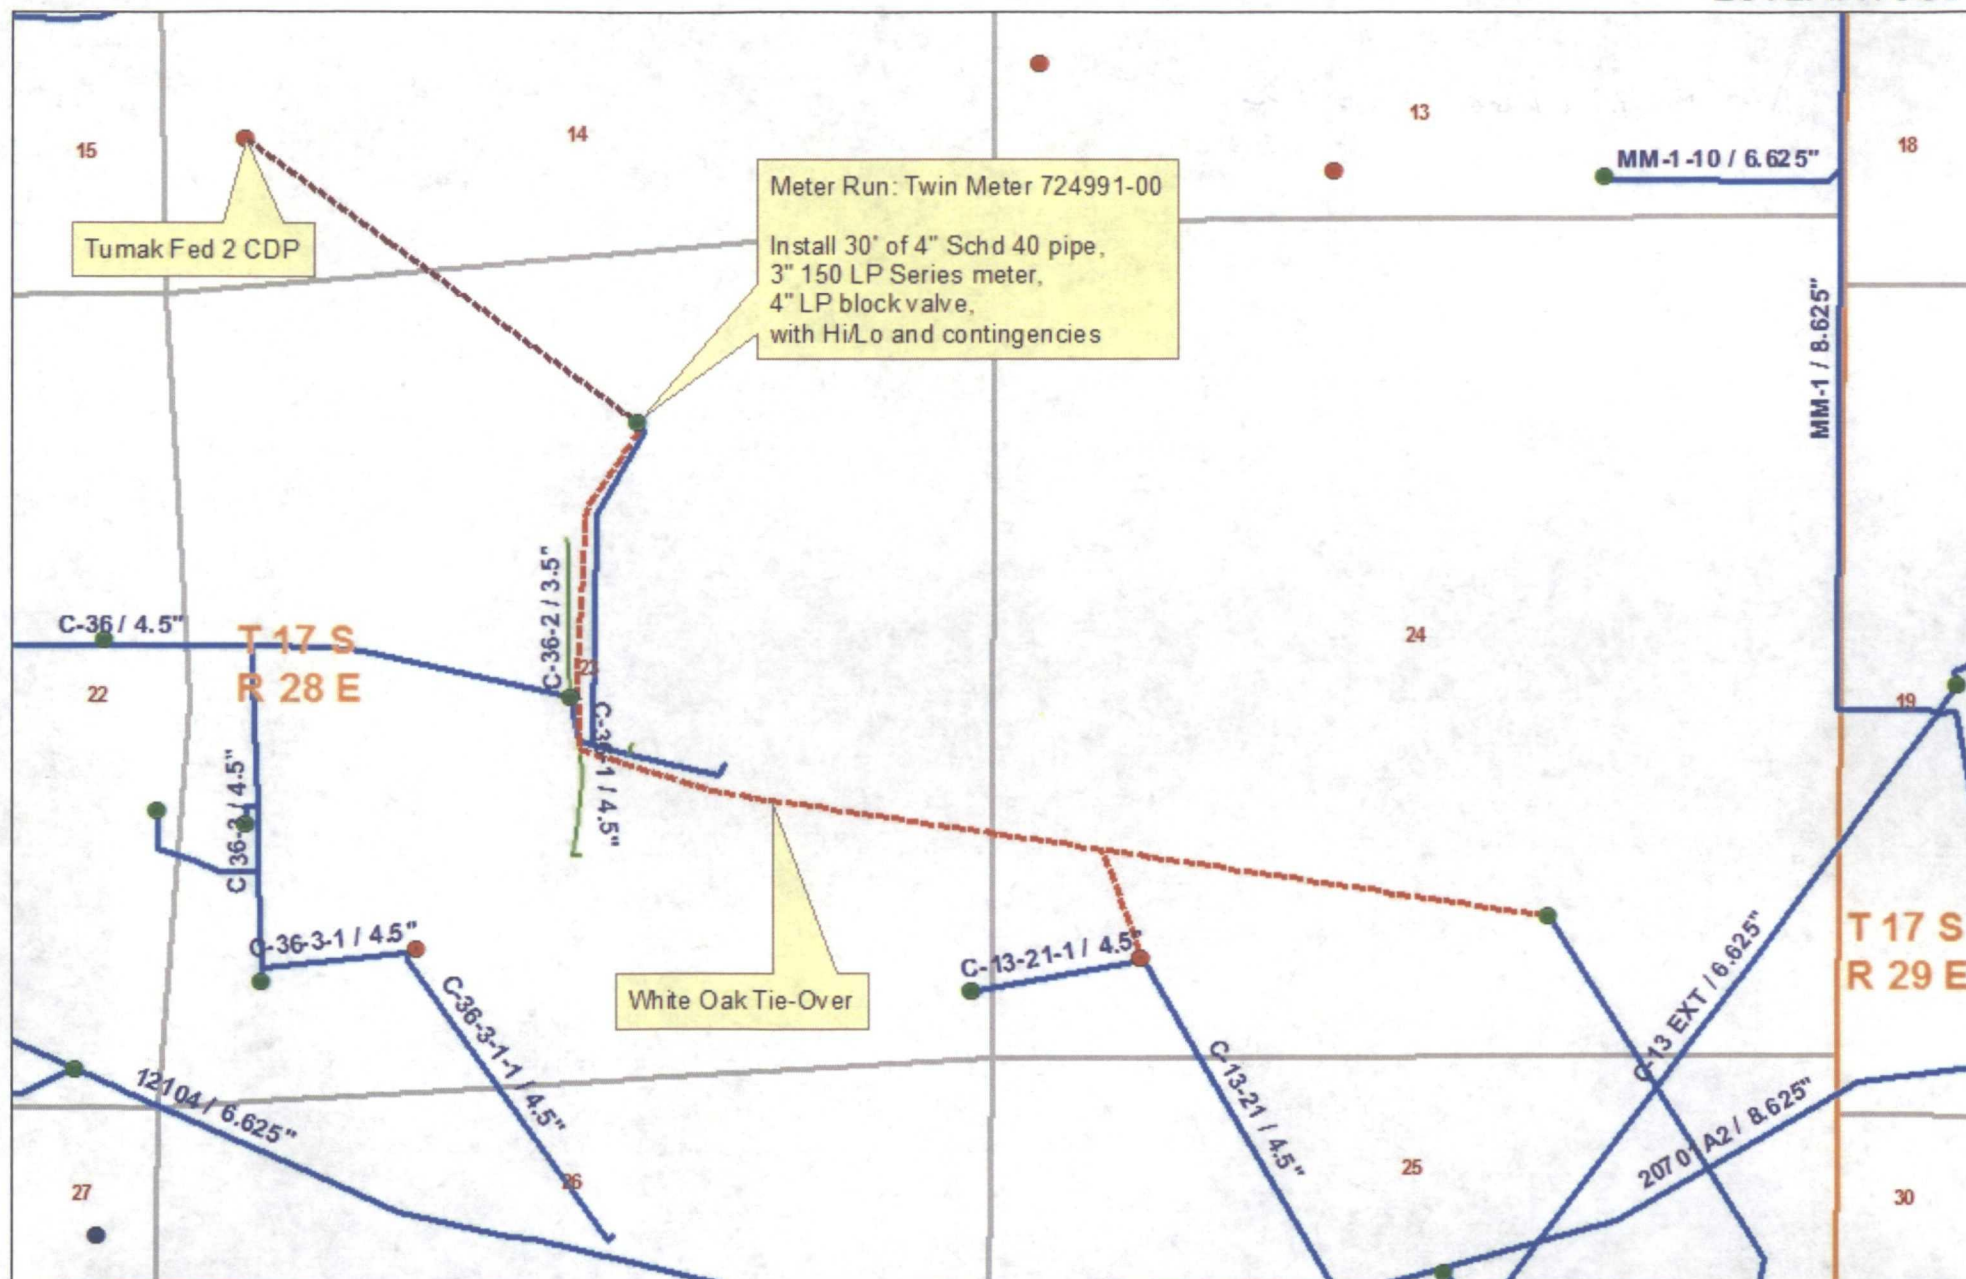 15
14
13
18
MM-1-10 / 6.625"
Tumak Fed 2 CDP
Meter Run: Twin Meter 724991-00
Install 30' of 4" Schd 40 pipe,
3" 150 LP Series meter,
4" LP block valve,
with Hi/Lo and contingencies
MM-1 / 8.625"
C-36 / 4.5"
T 17 S
R 28 E
22
C-36-2 / 3.5"
23
24
19
C-36-1 / 4.5"
C-36-3 / 4.5"
C-36-3-1 / 4.5"
C-36-3-1-1 / 4.5"
White Oak Tie-Over
C-13-21-1 / 4.5"
C-13-21 / 4.5"
C-13 EXT / 6.625"
T 17 S
R 29 E
12104 / 6.625"
20701 A2 / 8.625"
27
26
25
30